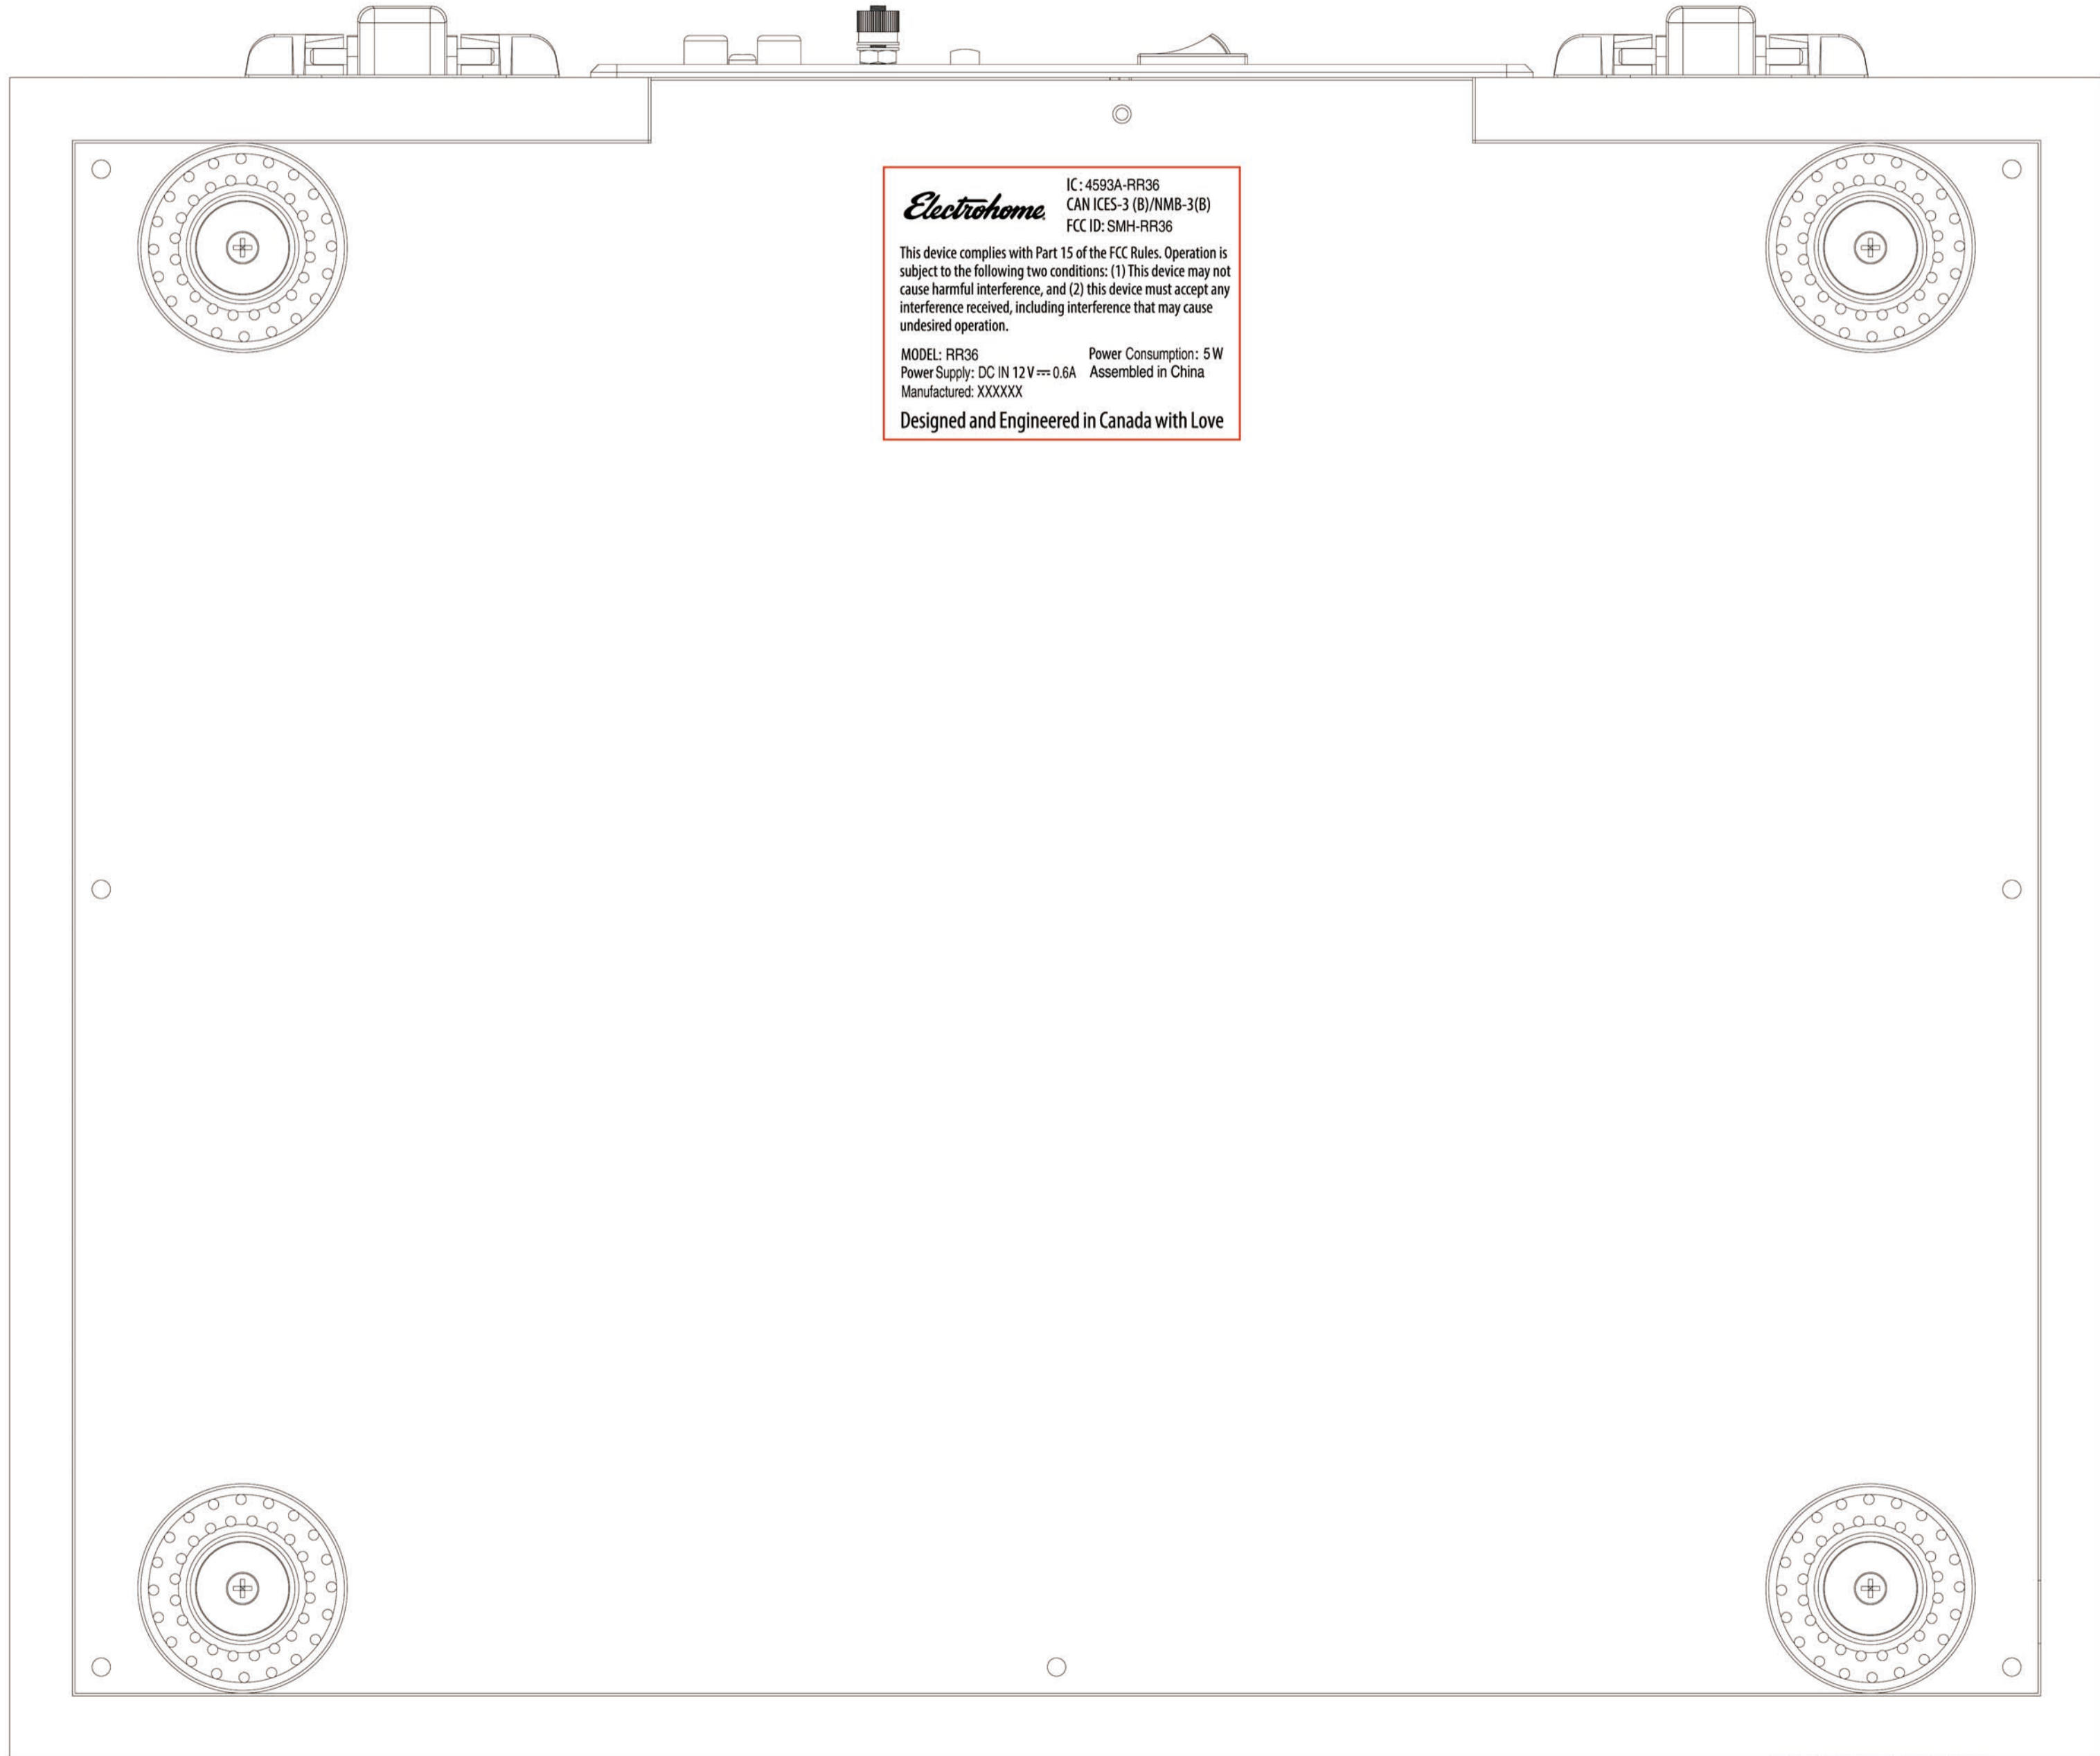 Electrohome
IC: 4593A-RR36
CAN ICES-3 (B)/NMB-3(B)
FCC ID: SMH-RR36
This device complies with Part 15 of the FCC Rules. Operation is
subject to the following two conditions: (1) This device may not
cause harmful interference, and (2) this device must accept any
interference received, including interference that may cause
undesired operation.
MODEL: RR36 Power Consumption: 5 W
Power Supply: DC IN 12 V ⎓ 0.6A Assembled in China
Manufactured: XXXXXX
Designed and Engineered in Canada with Love